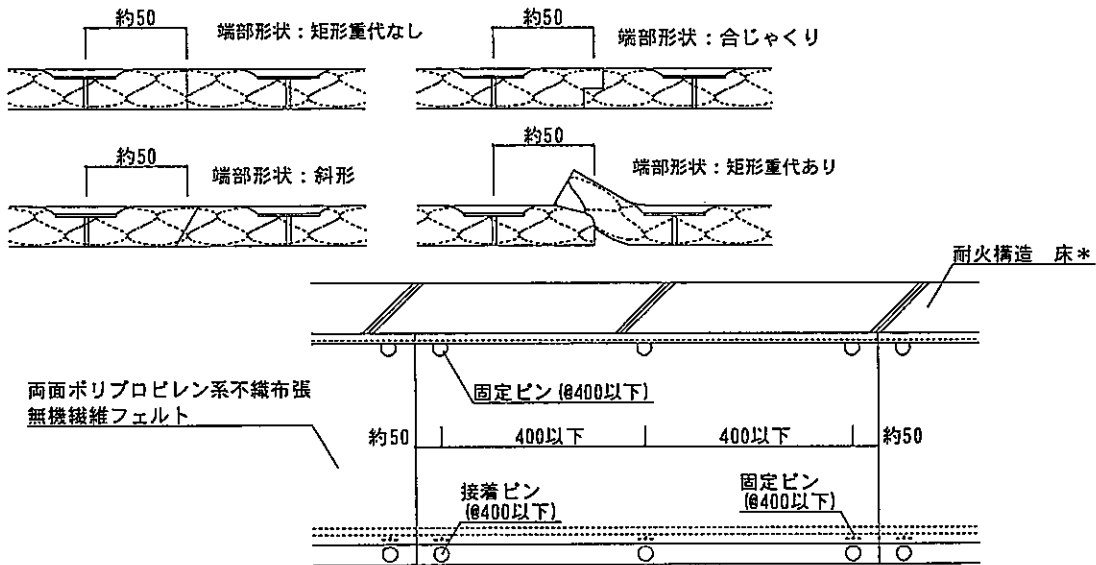 約50
端部形状：矩形重代なし
約50
端部形状：合じゃくり
約50
端部形状：斜形
約50
端部形状：矩形重代あり
耐火構造　床＊
両面ポリプロピレン系不織布張
無機繊維フェルト
固定ピン(@400以下)
約50
400以下
400以下
約50
接着ピン
(@400以下)
固定ピン
(@400以下)